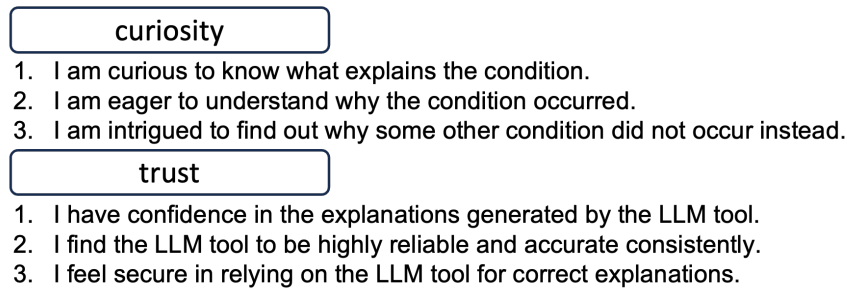 curiosity
1. I am curious to know what explains the condition.
2. I am eager to understand why the condition occurred.
3. I am intrigued to find out why some other condition did not occur instead.
trust
1. I have confidence in the explanations generated by the LLM tool.
2. I find the LLM tool to be highly reliable and accurate consistently.
3. I feel secure in relying on the LLM tool for correct explanations.